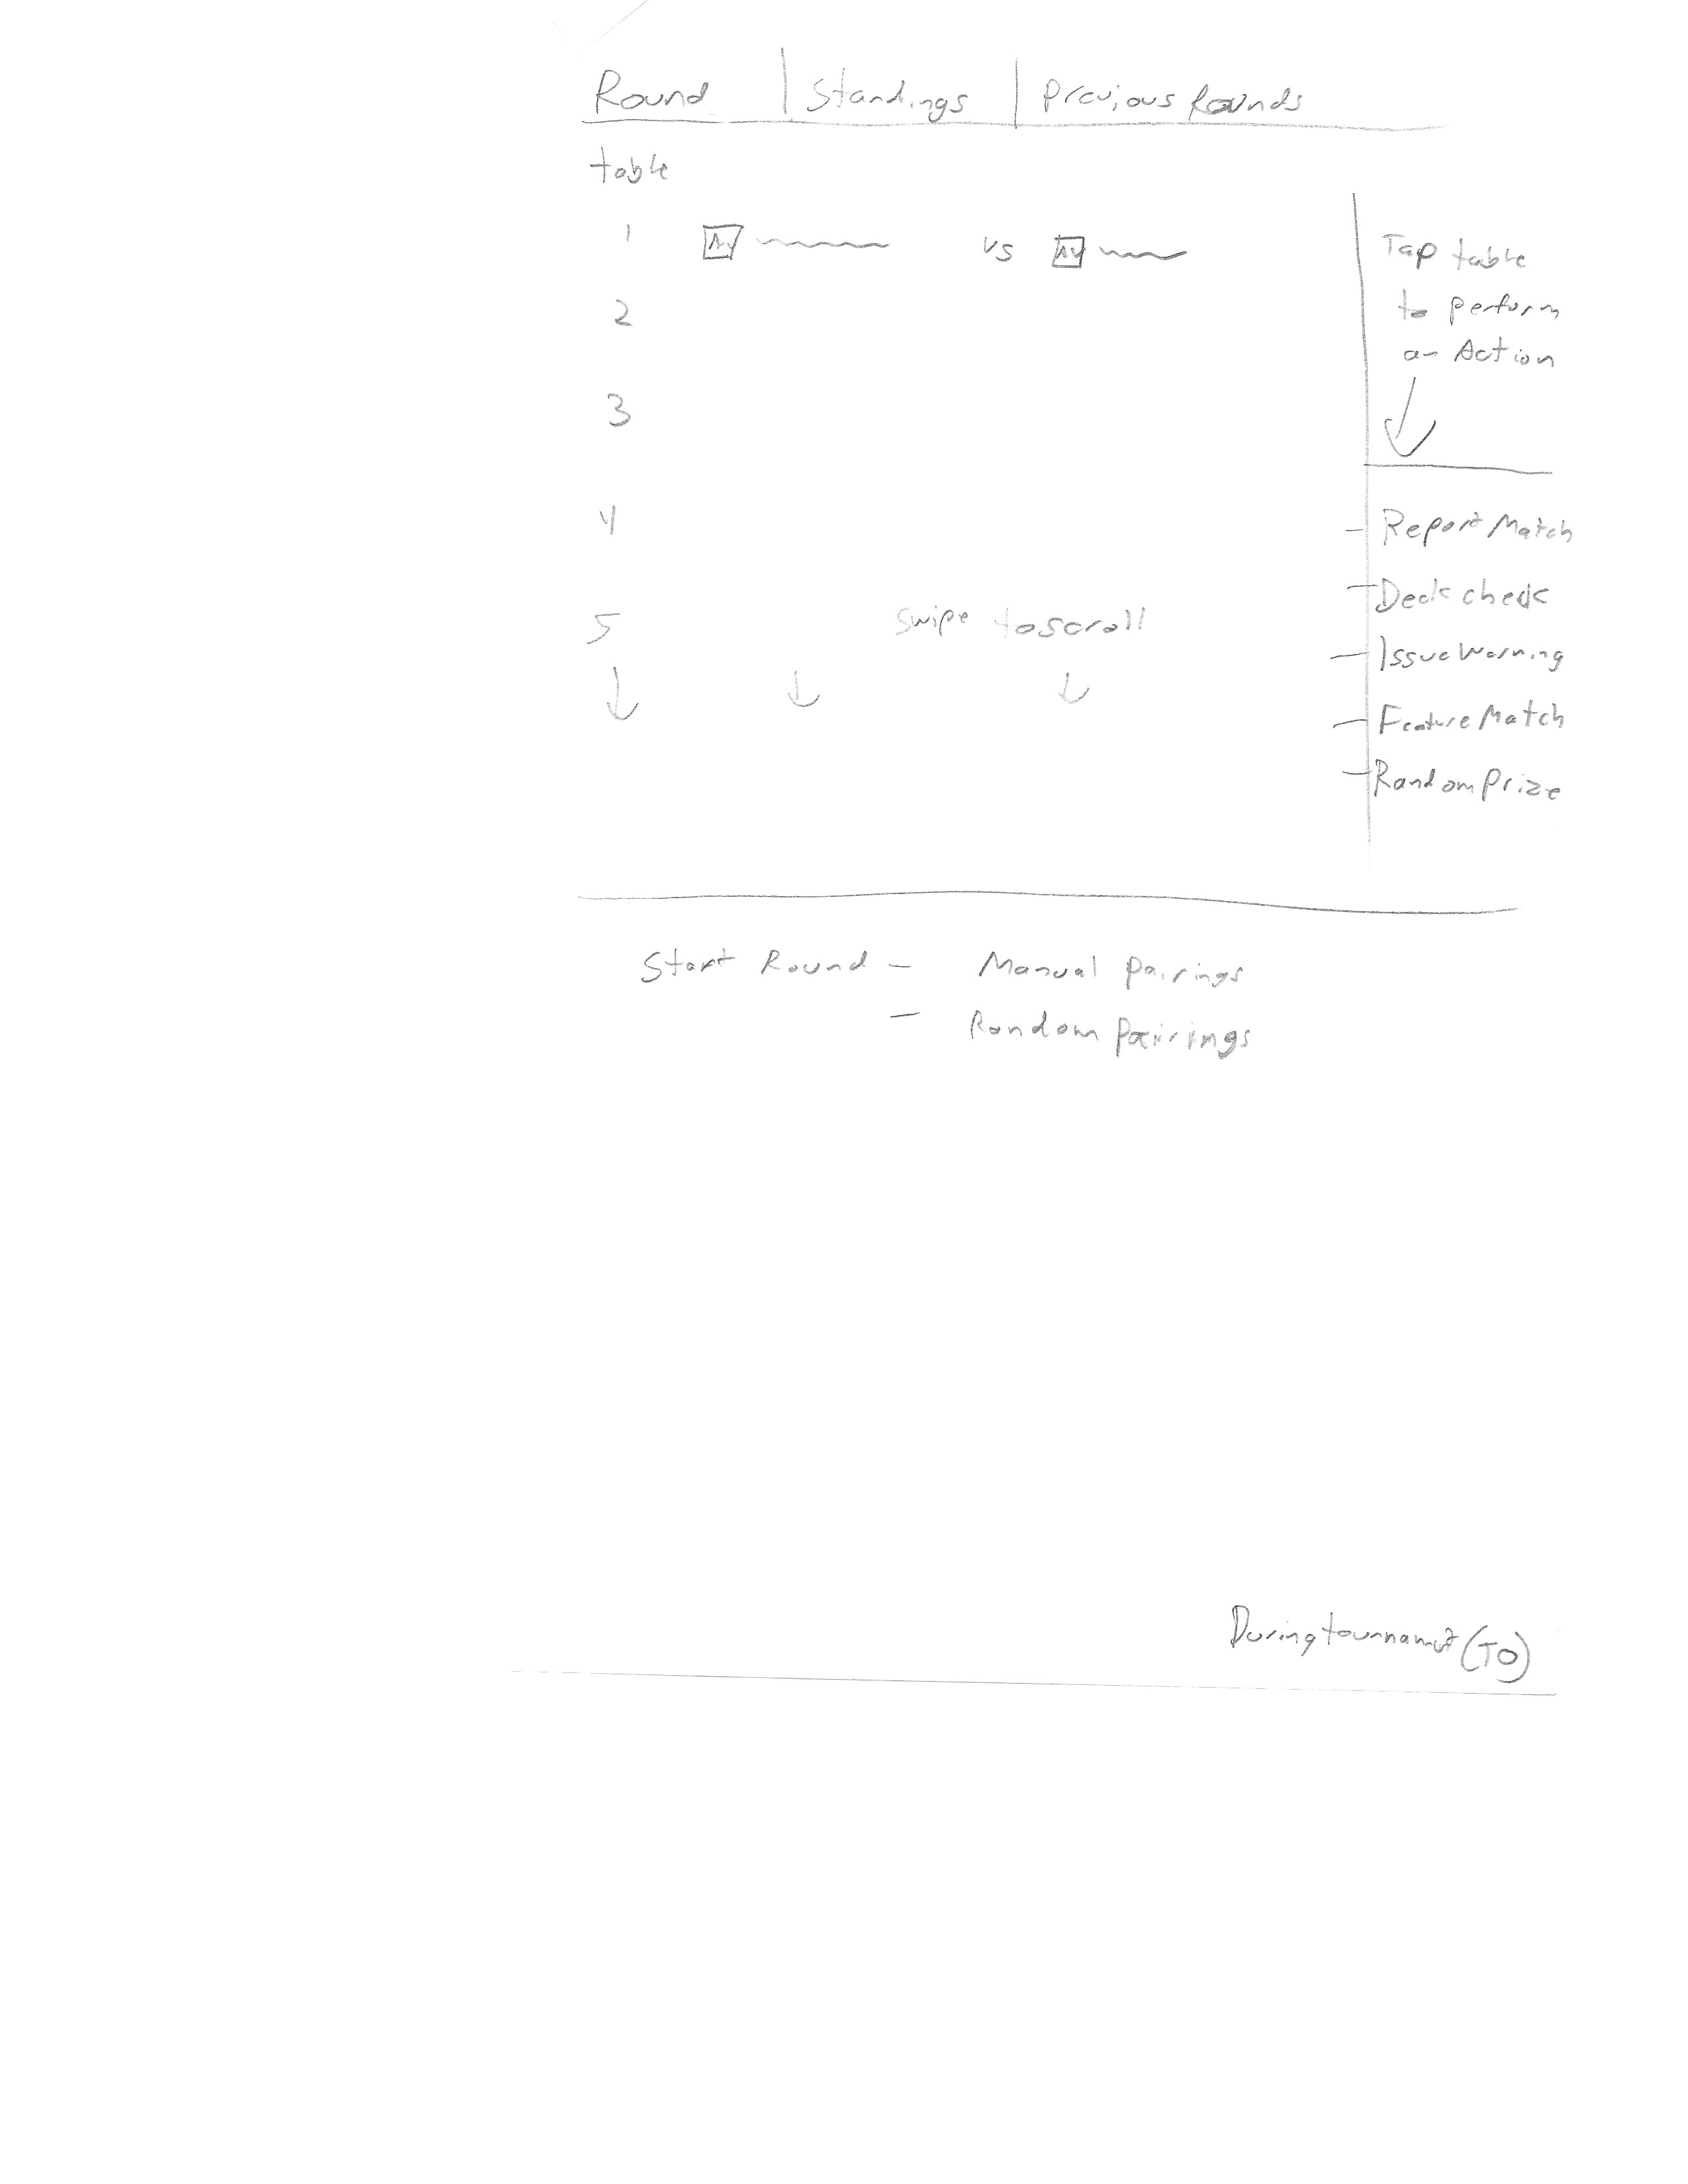 Round | Standings | Previous Rounds
table
1 Av vs Av
2
3
4
5 swipe to scroll
Tap table
to perform
an Action
- Report Match
- Deck check
- Issue Warning
- Feature Match
- Random Prize
Start Round - Manual pairings
- Random pairings
During tournament (TO)